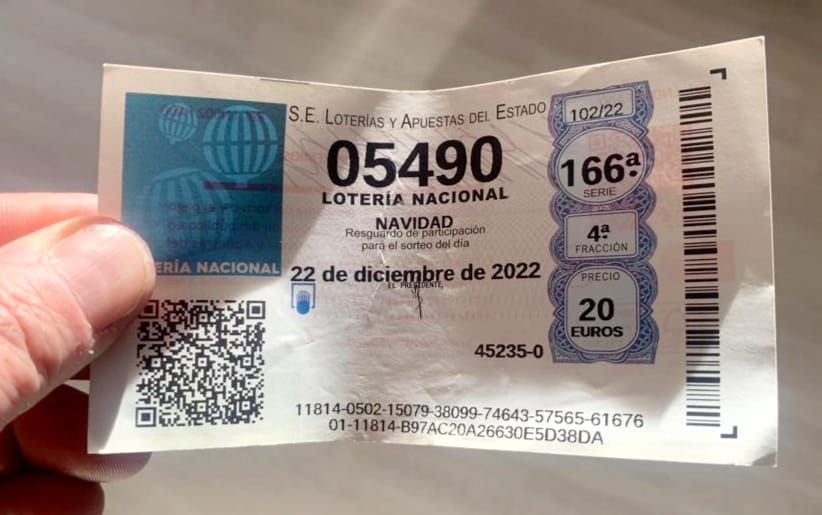 S.E. LOTERÍAS Y APUESTAS DEL ESTADO
05490
LOTERÍA NACIONAL
NAVIDAD
Resguardo de participación
para el sorteo del día
22 de diciembre de 2022
EL PRESIDENTE,
45235-0
11814-0502-15079-38099-74643-57565-61676
01-11814-B97AC20A26630E5D38DA
102/22
166ª
SERIE
4ª
FRACCIÓN
PRECIO
20
EUROS
ERÍA NACIONAL